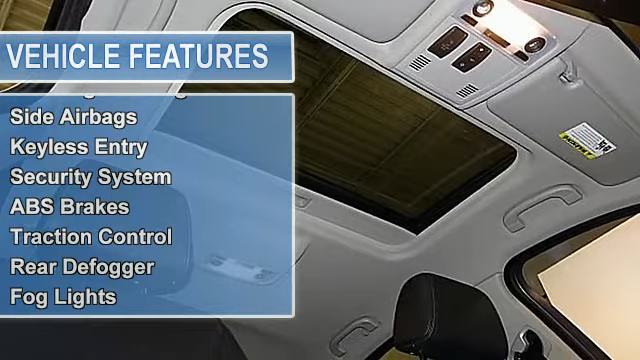 VEHICLE FEATURES
Side Airbags
Keyless Entry
Security System
ABS Brakes
Traction Control
Rear Defogger
Fog Lights